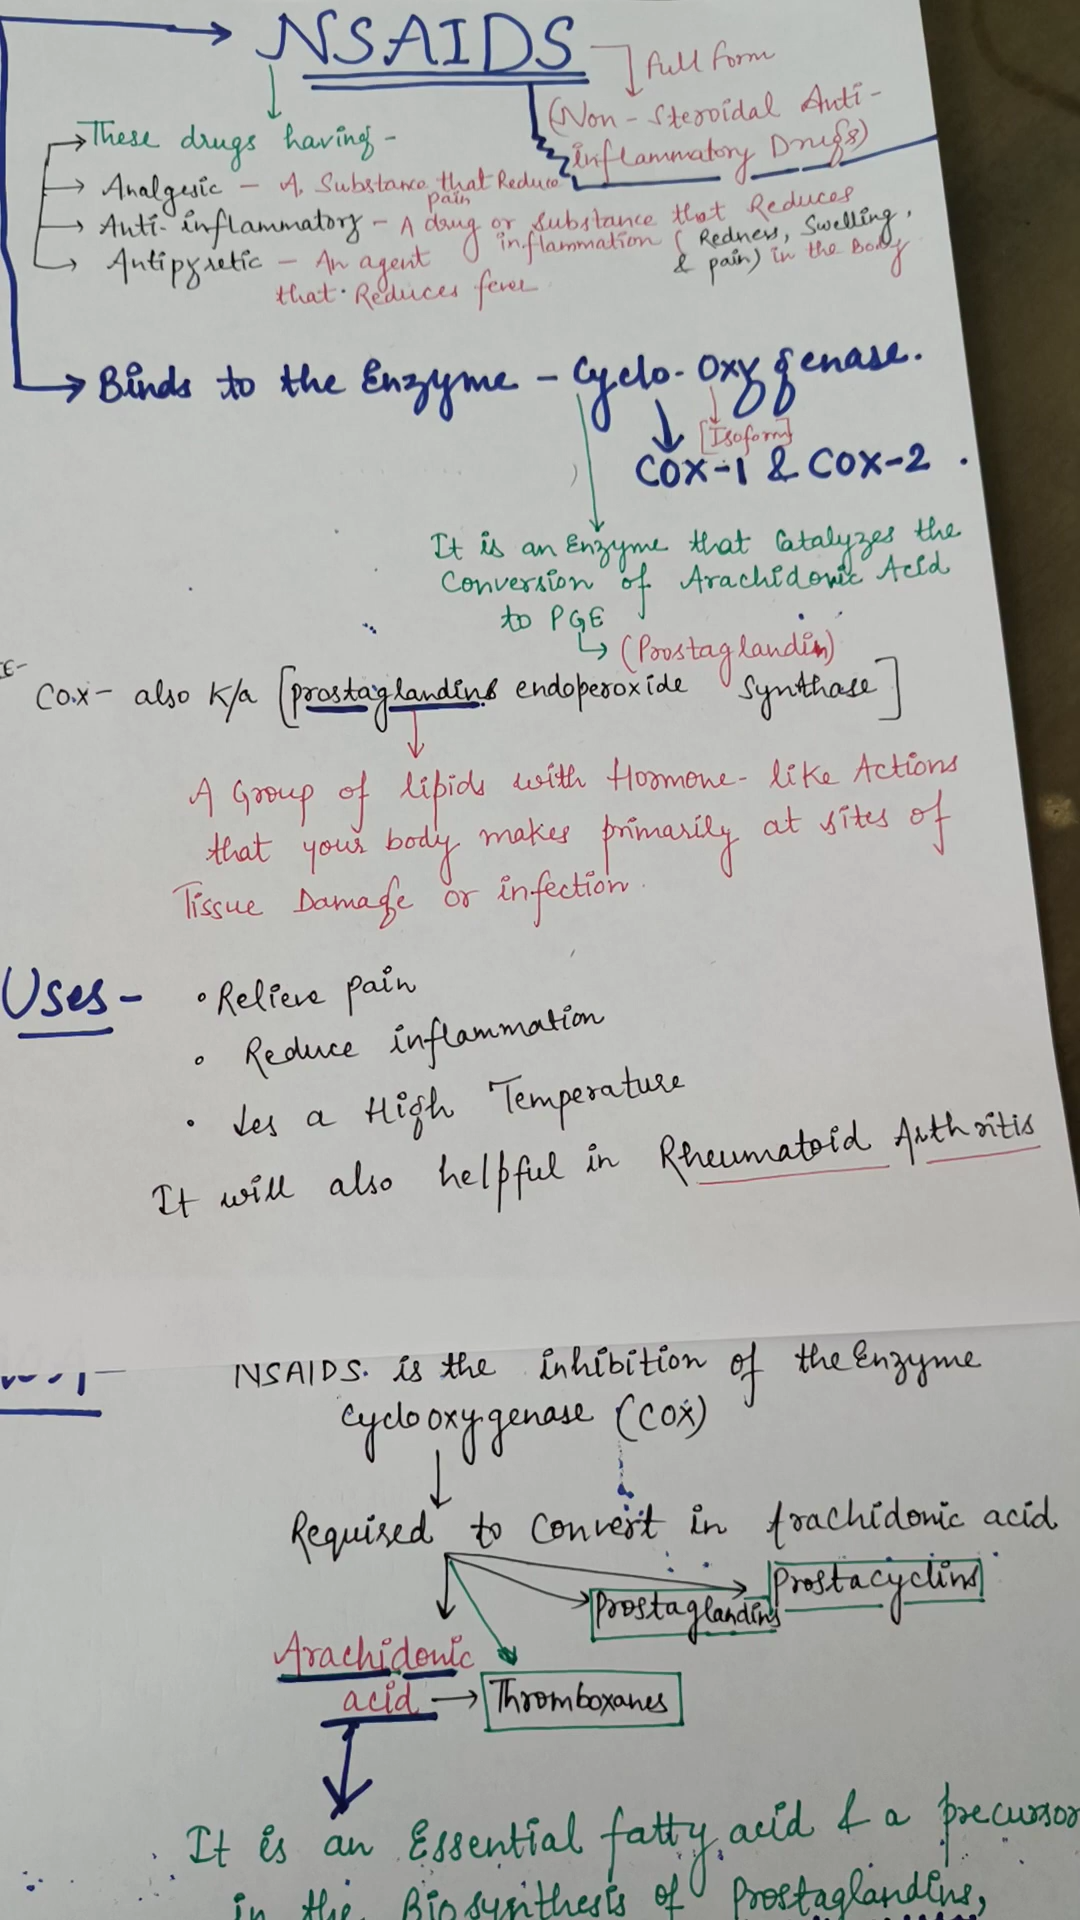 NSAIDS
Full form
(Non-Steroidal Anti-
inflammatory Drugs)
These drugs having -
Analgesic - A Substance that Reduce
pain
Anti-inflammatory - A drug or substance that Reduces
inflammation ( Redness, Swelling,
& pain) in the Body
Antipyretic - An agent
that Reduces fever
Binds to the Enzyme - Cyclo-Oxygenase.
[Isoform]
COX-1 & COX-2.
It is an Enzyme that Catalyzes the
Conversion of Arachidonic Acid
to PGE
(Prostaglandin)
COX- also K/a [prostaglandins endoperoxide Synthase]
A Group of lipids with Hormone-like Actions
that your body makes primarily at sites of
Tissue Damage or infection.
Uses -
• Relieve pain
• Reduce inflammation
• Les a High Temperature
It will also helpful in Rheumatoid Arthritis
NSAIDS. is the inhibition of the Enzyme
Cyclooxygenase (COX)
Required to Convert in Arachidonic acid
Prostacyclins
Prostaglandins
Arachidonic
acid → Thromboxanes
It is an Essential fatty acid & a precursor
in the Biosynthesis of Prostaglandins,